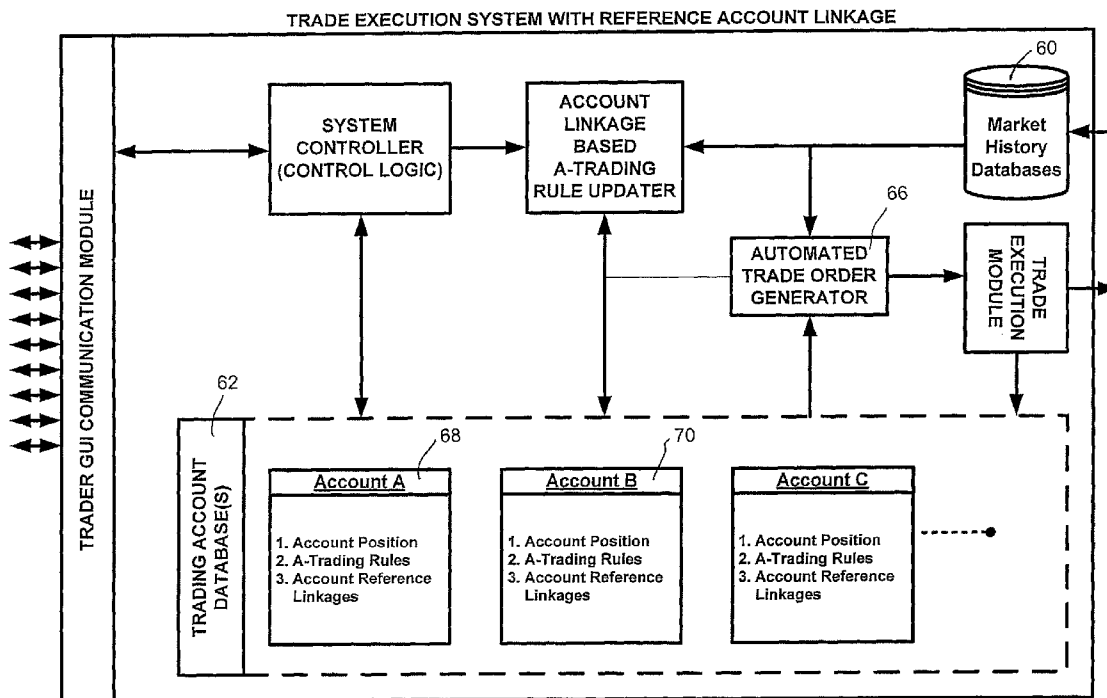 TRADE EXECUTION SYSTEM WITH REFERENCE ACCOUNT LINKAGE
TRADER GUI COMMUNICATION MODULE
SYSTEM
CONTROLLER
(CONTROL LOGIC)
ACCOUNT
LINKAGE
BASED
A-TRADING
RULE UPDATER
60
Market
History
Databases
66
AUTOMATED
TRADE ORDER
GENERATOR
TRADE
EXECUTION
MODULE
62
TRADING ACCOUNT
DATABASE(S)
68
Account A
1. Account Position
2. A-Trading Rules
3. Account Reference
Linkages
70
Account B
1. Account Position
2. A-Trading Rules
3. Account Reference
Linkages
Account C
1. Account Position
2. A-Trading Rules
3. Account Reference
Linkages